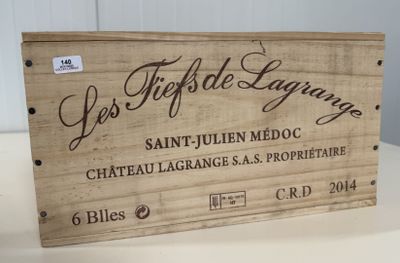 140
Les Fiefs de Lagrange
SAINT-JULIEN MÉDOC
CHÂTEAU LAGRANGE S.A.S. PROPRIÉTAIRE
6 Blles
C.R.D 2014